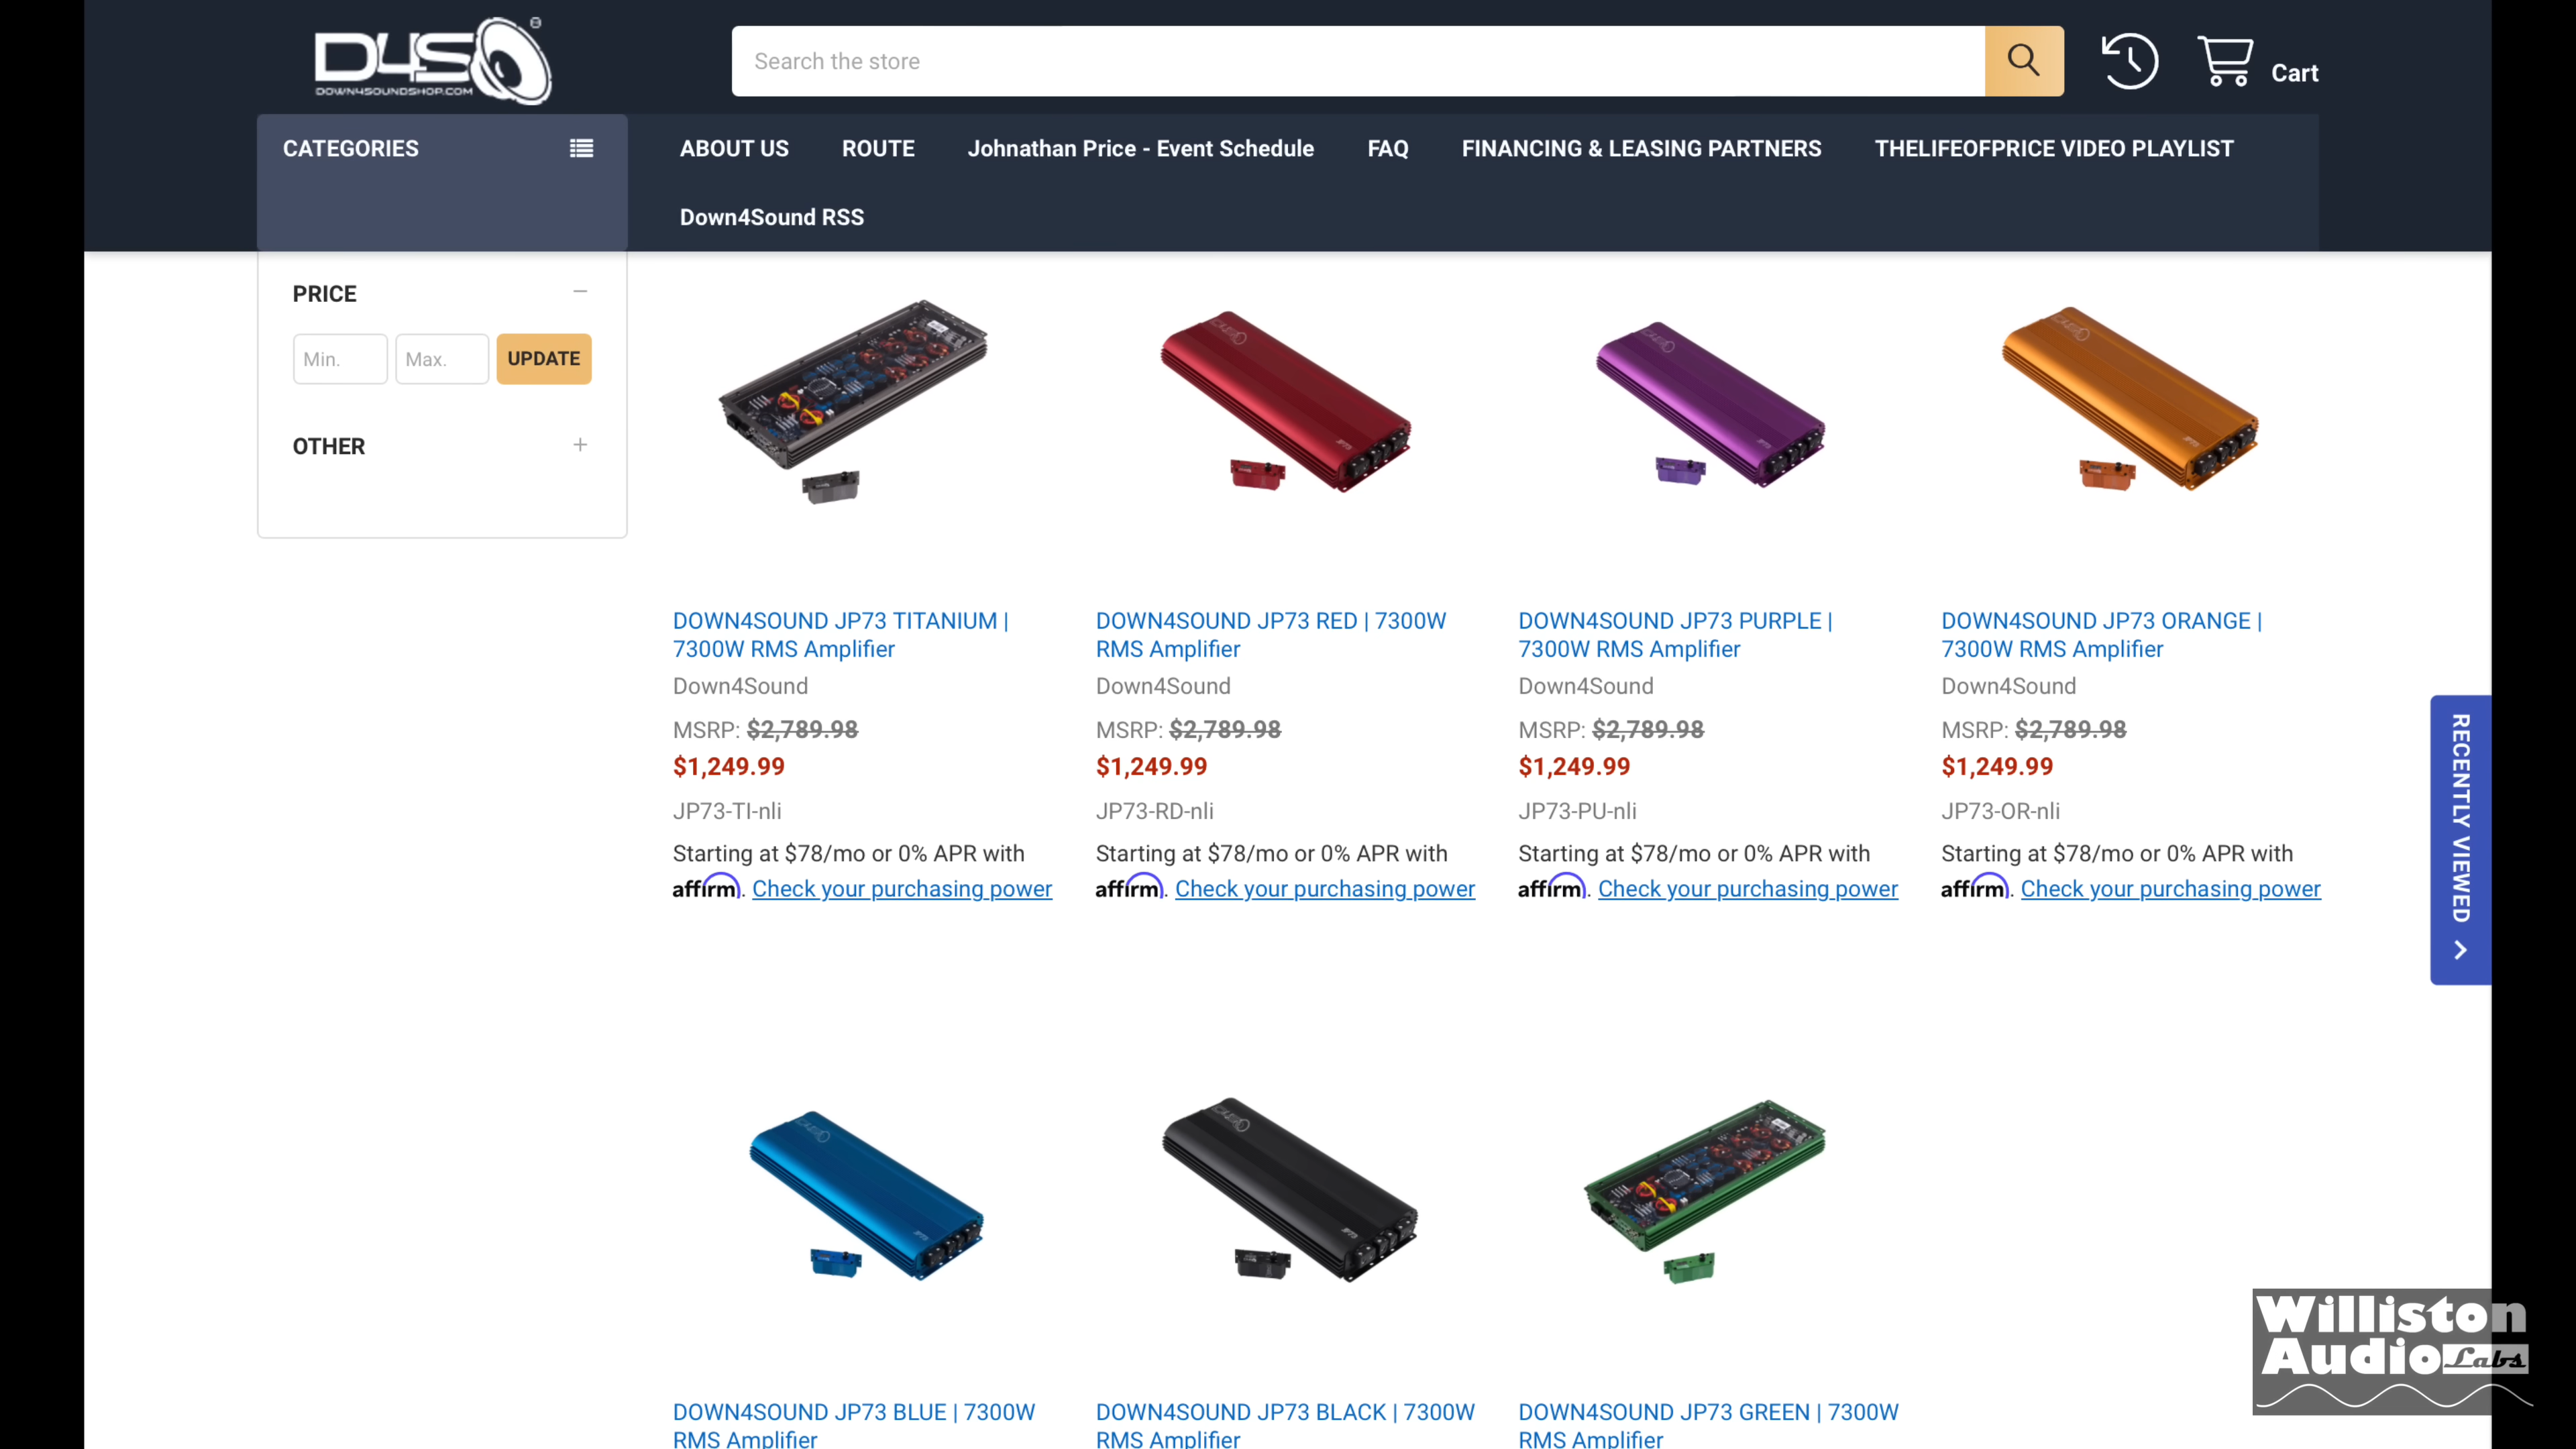 D4S®
DOWN4SOUNDSHOP.COM
Search the store
Cart
CATEGORIES
ABOUT US
ROUTE
Johnathan Price - Event Schedule
FAQ
FINANCING & LEASING PARTNERS
THELIFEOFPRICE VIDEO PLAYLIST
Down4Sound RSS
PRICE
Min.
Max.
UPDATE
OTHER
DOWN4SOUND JP73 TITANIUM |
7300W RMS Amplifier
Down4Sound
MSRP: $2,789.98
$1,249.99
JP73-TI-nli
Starting at $78/mo or 0% APR with
affirm. Check your purchasing power
DOWN4SOUND JP73 RED | 7300W
RMS Amplifier
Down4Sound
MSRP: $2,789.98
$1,249.99
JP73-RD-nli
Starting at $78/mo or 0% APR with
affirm. Check your purchasing power
DOWN4SOUND JP73 PURPLE |
7300W RMS Amplifier
Down4Sound
MSRP: $2,789.98
$1,249.99
JP73-PU-nli
Starting at $78/mo or 0% APR with
affirm. Check your purchasing power
DOWN4SOUND JP73 ORANGE |
7300W RMS Amplifier
Down4Sound
MSRP: $2,789.98
$1,249.99
JP73-OR-nli
Starting at $78/mo or 0% APR with
affirm. Check your purchasing power
RECENTLY VIEWED
DOWN4SOUND JP73 BLUE | 7300W
RMS Amplifier
DOWN4SOUND JP73 BLACK | 7300W
RMS Amplifier
DOWN4SOUND JP73 GREEN | 7300W
RMS Amplifier
Williston
Audio Labs